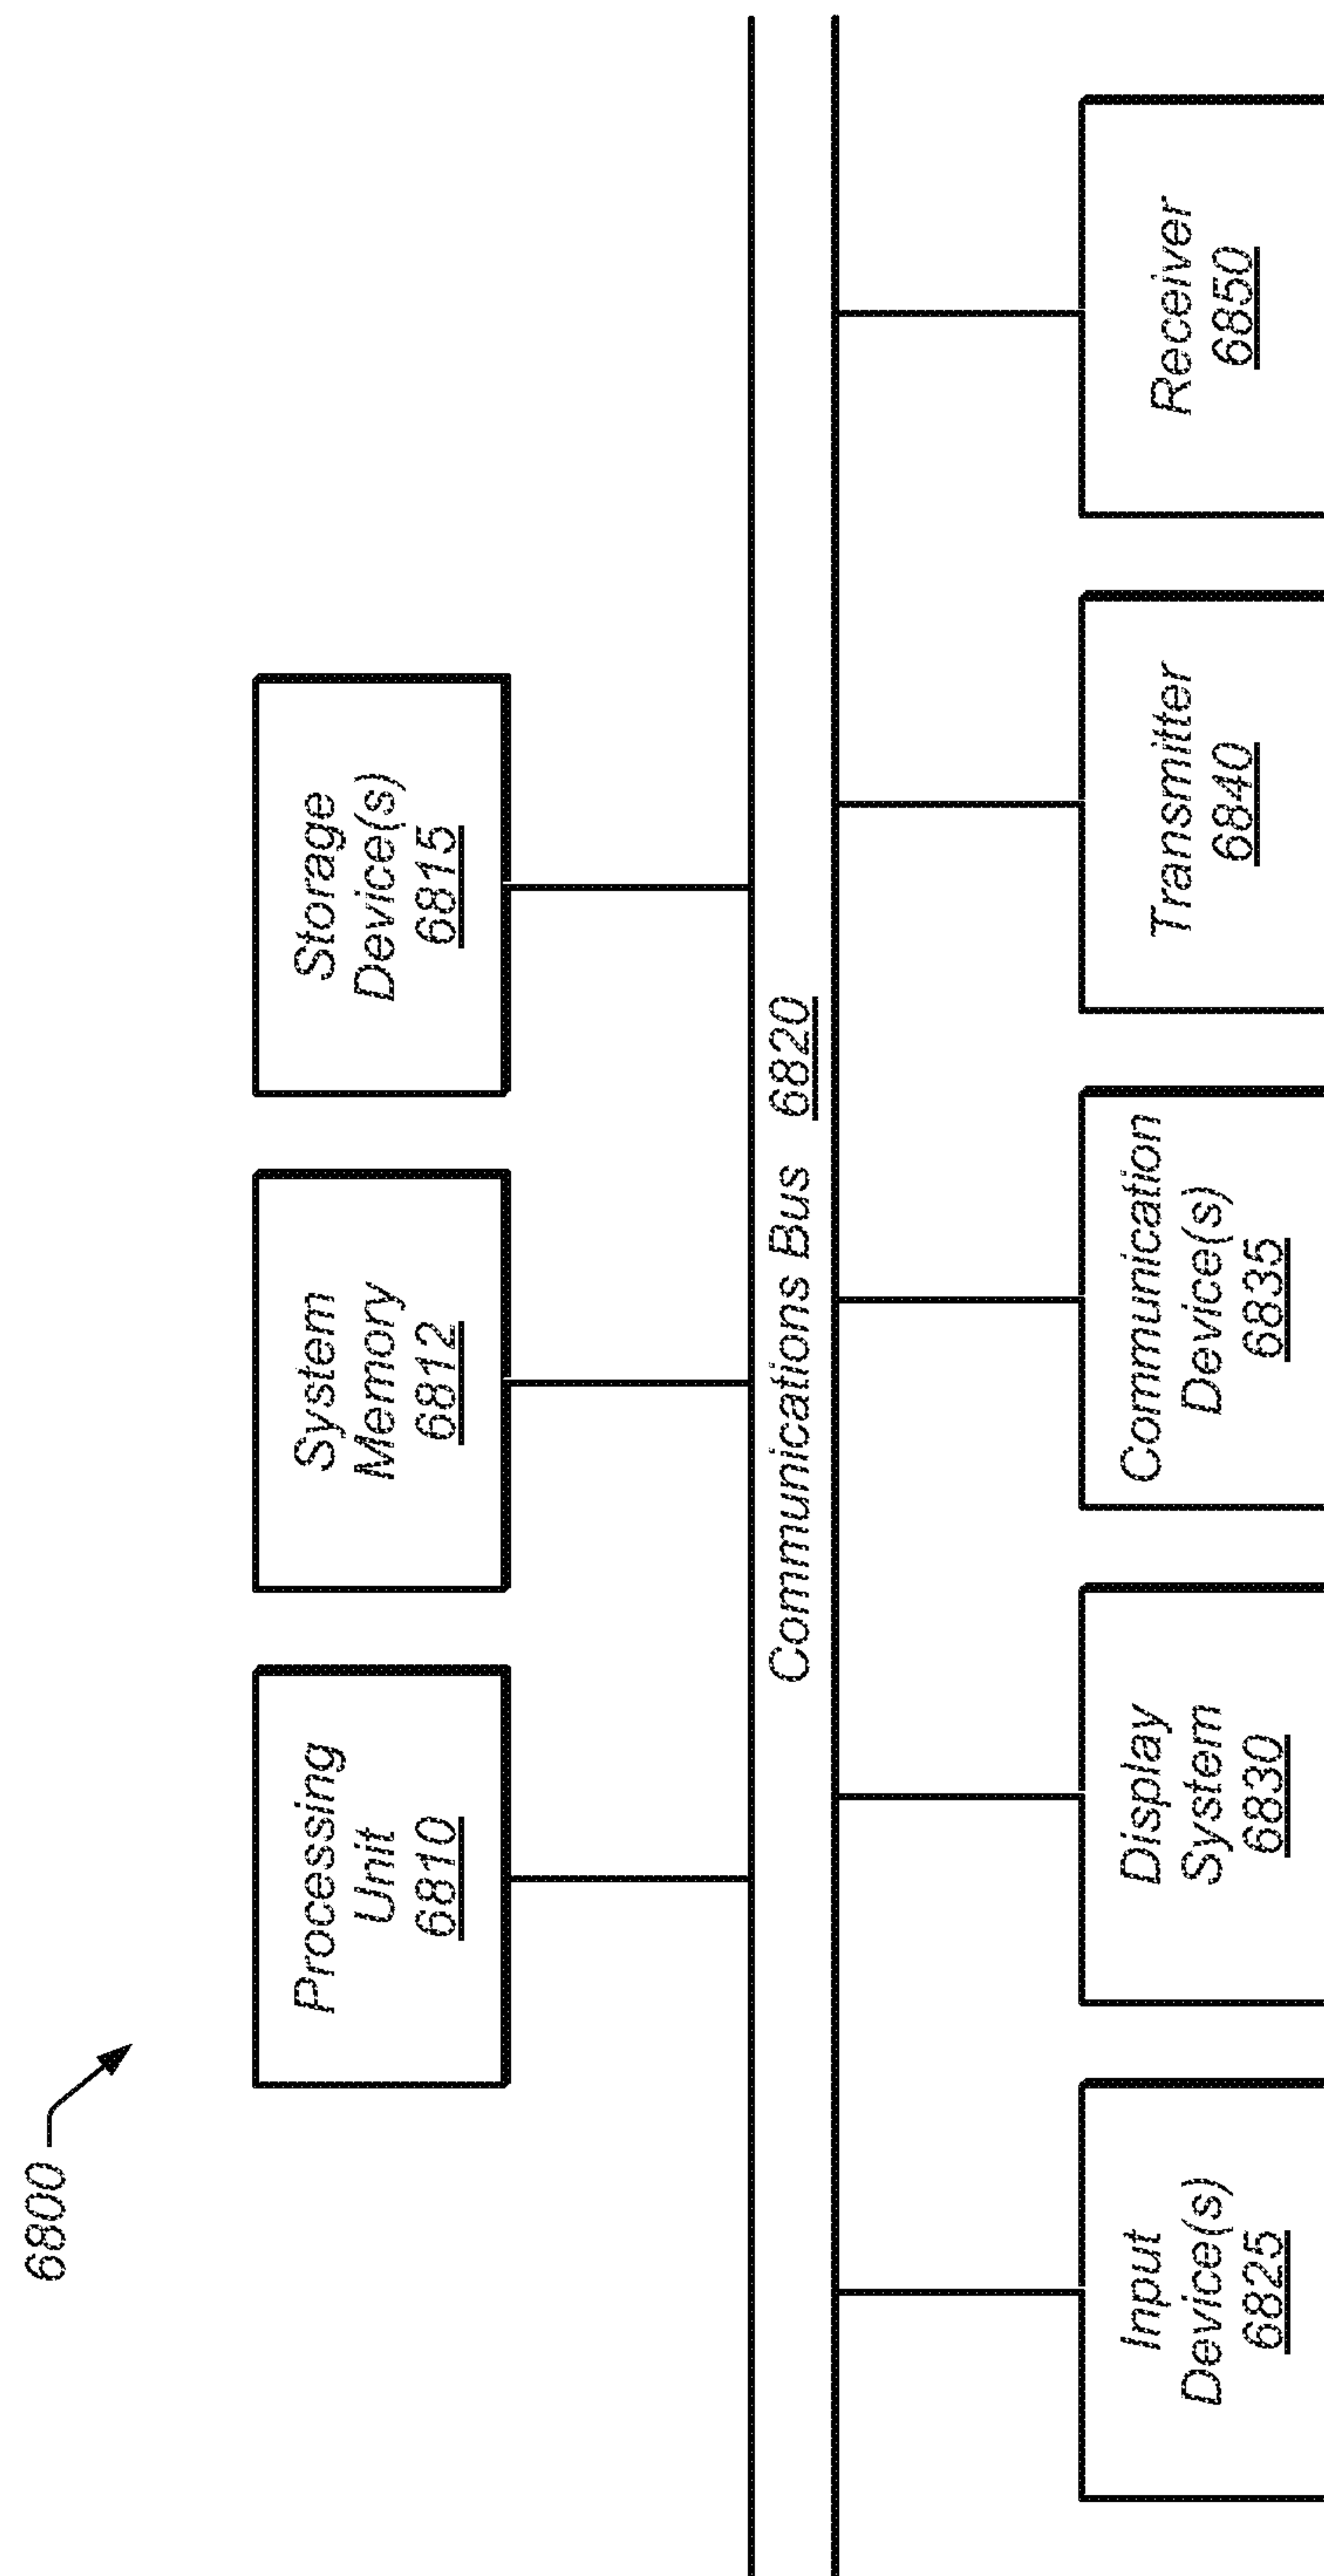 6800
Processing
Unit
6810
System
Memory
6812
Storage
Device(s)
6815
Communications Bus 6820
Input
Device(s)
6825
Display
System
6830
Communication
Device(s)
6835
Transmitter
6840
Receiver
6850